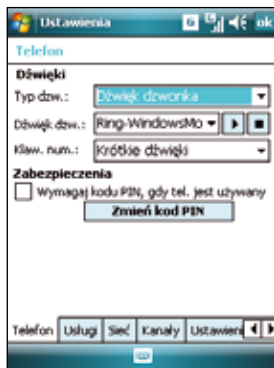 Ustawienia G ok
Telefon
Dźwięki
Typ dzw.: Dźwięk dzwonka
Dźwięk dzw.: Ring-WindowsMo
Klaw. num.: Krótkie dźwięki
Zabezpieczenia
Wymagaj kodu PIN, gdy tel. jest używany
Zmień kod PIN
Telefon Usługi Sieć Kanały Ustawieni